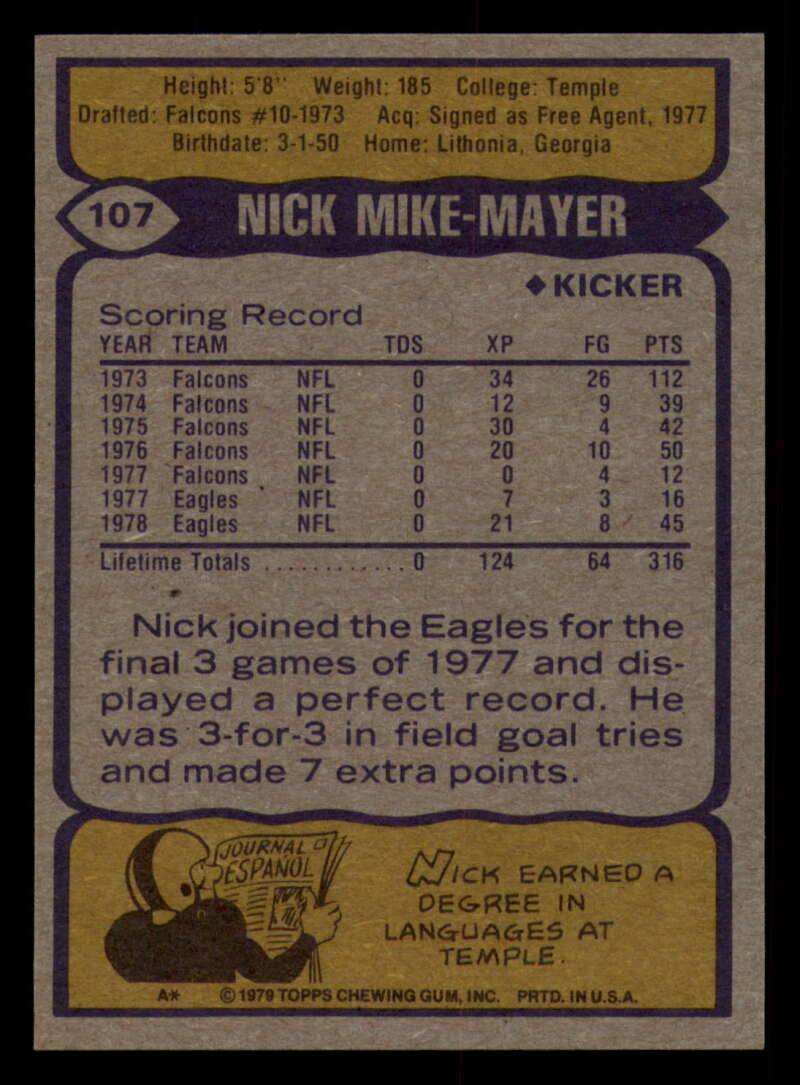 Height: 5'8" Weight: 185 College: Temple
Drafted: Falcons #10-1973 Acq: Signed as Free Agent, 1977
Birthdate: 3-1-50 Home: Lithonia, Georgia
107 NICK MIKE-MAYER
◆KICKER
Scoring Record
YEAR TEAM TDS XP FG PTS
1973 Falcons NFL 0 34 26 112
1974 Falcons NFL 0 12 9 39
1975 Falcons NFL 0 30 4 42
1976 Falcons NFL 0 20 10 50
1977 Falcons NFL 0 0 4 12
1977 Eagles NFL 0 7 3 16
1978 Eagles NFL 0 21 8 45
Lifetime Totals ............. 0 124 64 316
Nick joined the Eagles for the
final 3 games of 1977 and dis-
played a perfect record. He
was 3-for-3 in field goal tries
and made 7 extra points.
JOURNAL
ESPAÑOL
NICK EARNED A
DEGREE IN
LANGUAGES AT
TEMPLE.
A* ©1979 TOPPS CHEWING GUM, INC. PRTD. IN U.S.A.